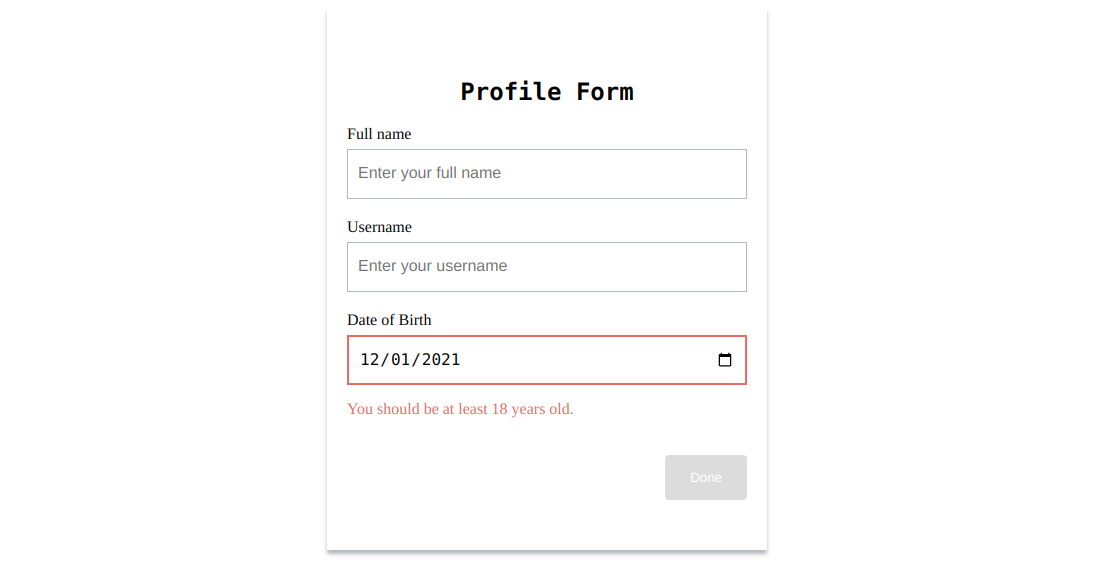 Profile Form
Full name
Enter your full name
Username
Enter your username
Date of Birth
12/01/2021
You should be at least 18 years old.
Done